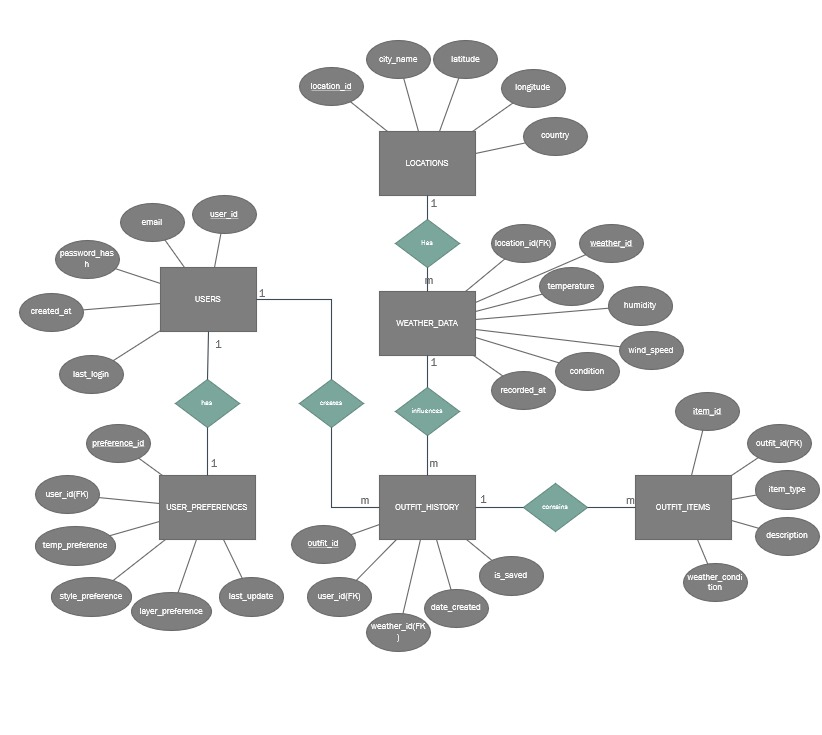 city_name
latitude
location_id
longitude
country
LOCATIONS
1
Has
m
email
user_id
password_has
h
created_at
last_login
USERS
1
1
location_id(FK)
weather_id
temperature
humidity
wind_speed
condition
recorded_at
WEATHER_DATA
1
has
creates
influences
1
m
m
preference_id
user_id(FK)
temp_preference
style_preference
layer_preference
last_update
USER_PREFERENCES
OUTFIT_HISTORY
1
contains
m
outfit_id
user_id(FK)
weather_id(FK
)
date_created
is_saved
item_id
outfit_id(FK)
item_type
description
weather_condi
tion
OUTFIT_ITEMS